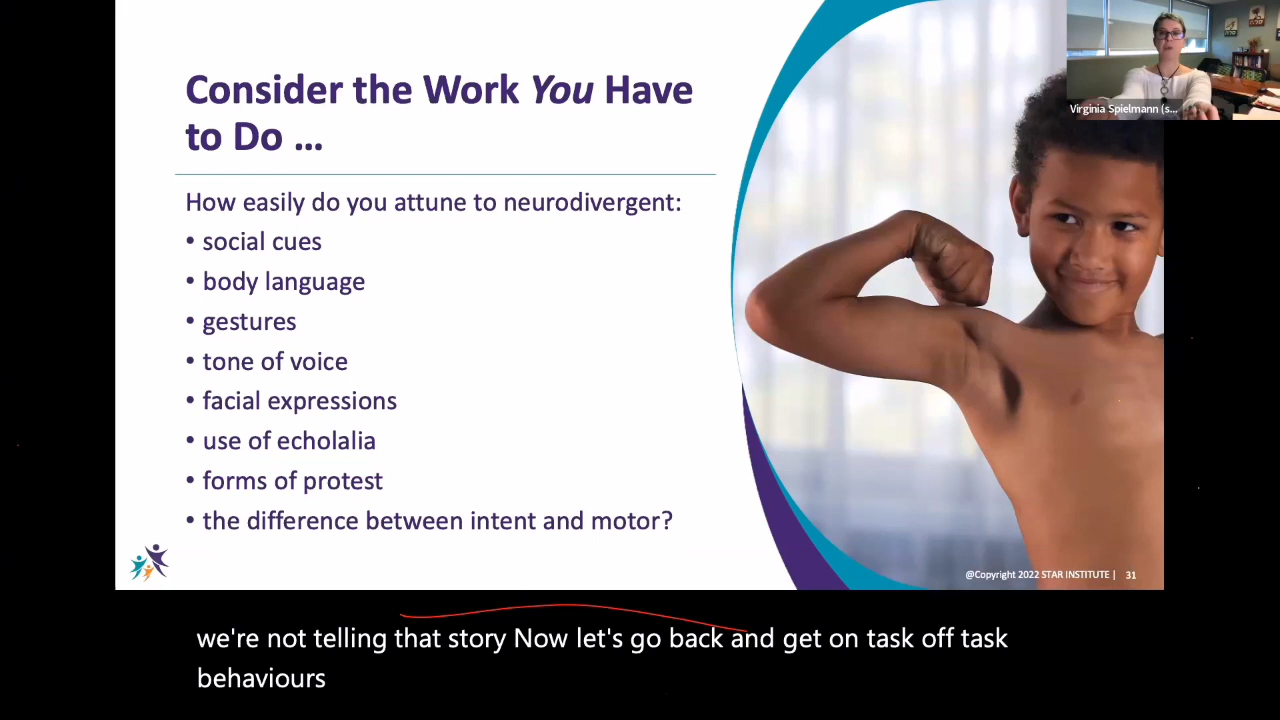 Consider the Work You Have
to Do ...
How easily do you attune to neurodivergent:
• social cues
• body language
• gestures
• tone of voice
• facial expressions
• use of echolalia
• forms of protest
• the difference between intent and motor?
@Copyright 2022 STAR INSTITUTE | 31
Virginia Spielmann (s...
we're not telling that story Now let's go back and get on task off task
behaviours